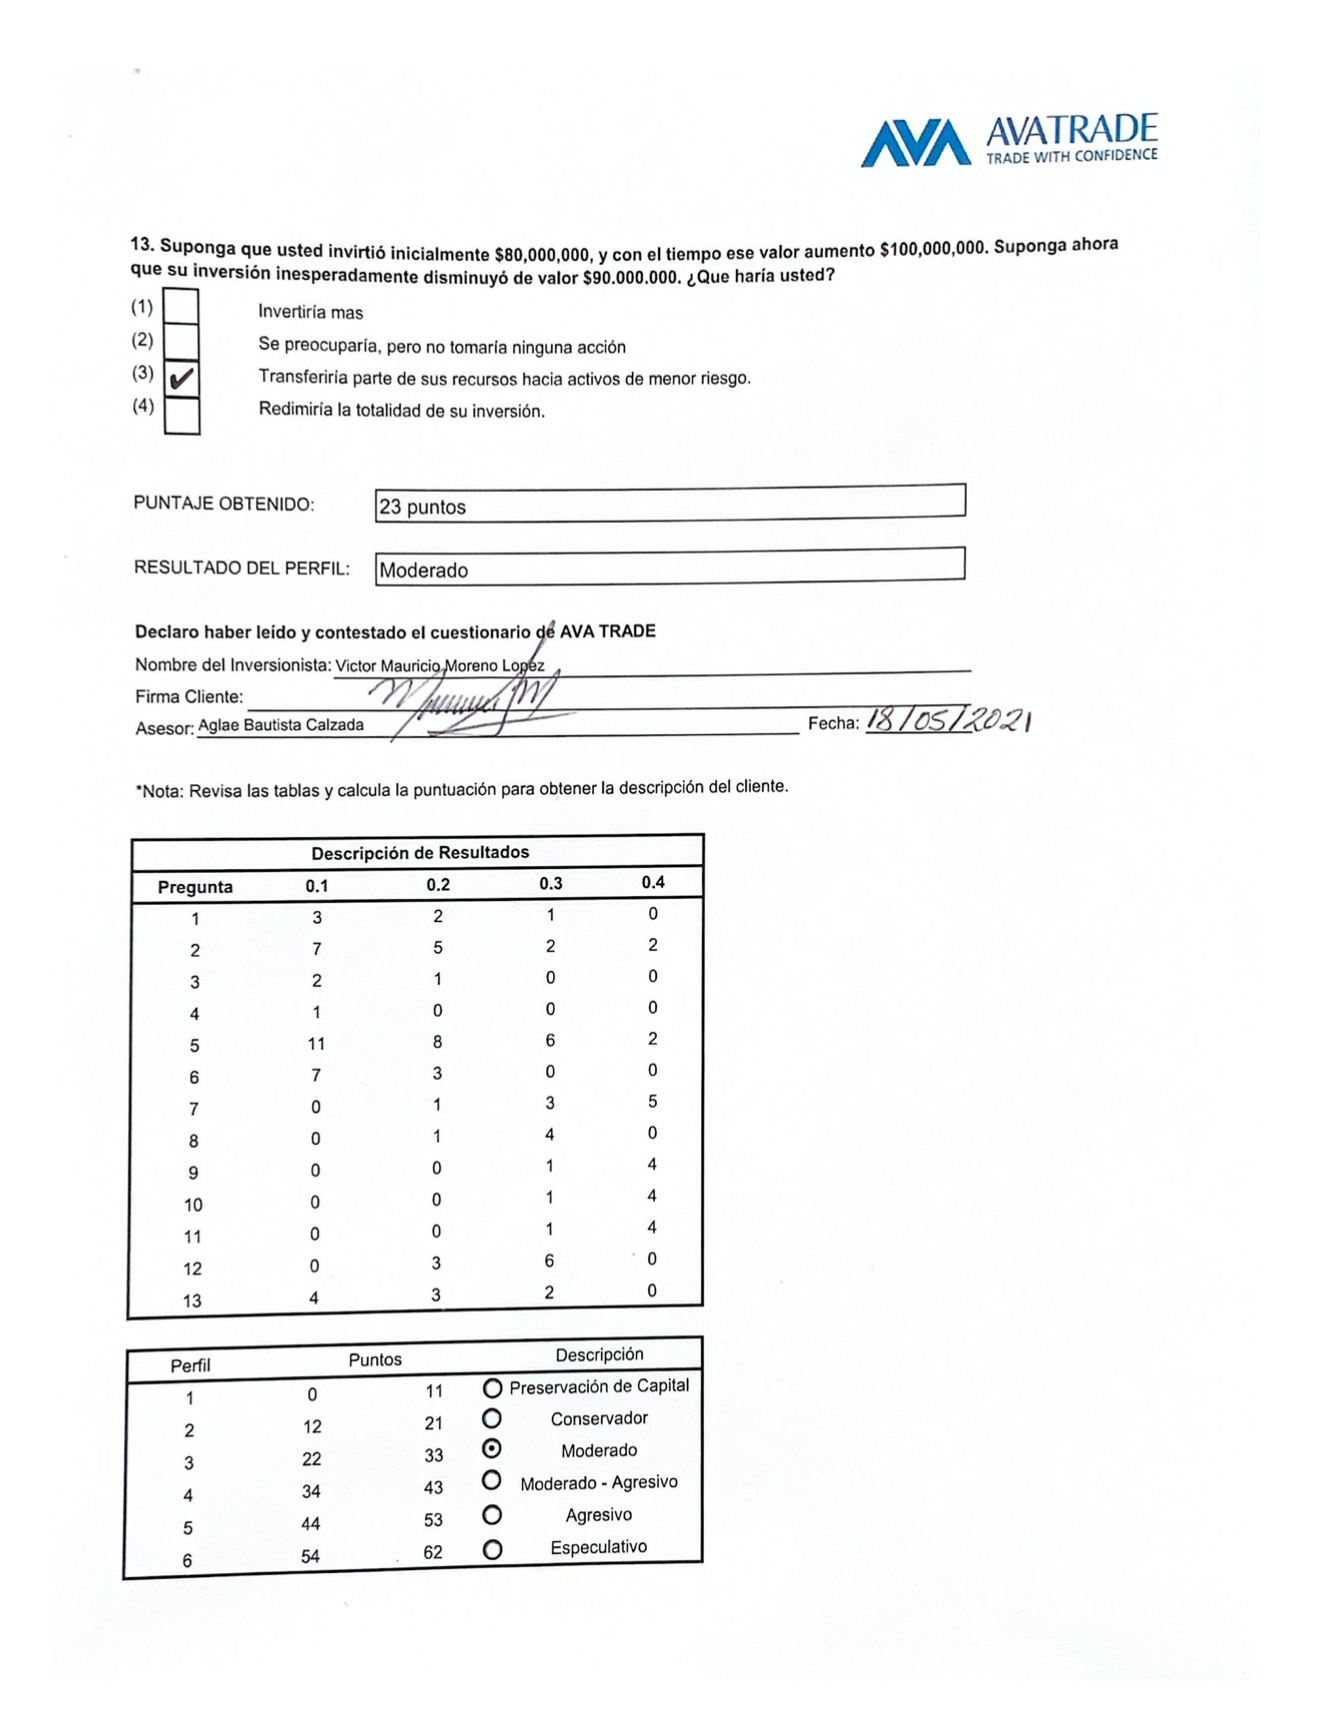 AVA AVATRADE
TRADE WITH CONFIDENCE
13. Suponga que usted invirtió inicialmente $80,000,000, y con el tiempo ese valor aumento $100,000,000. Suponga ahora
que su inversión inesperadamente disminuyó de valor $90.000.000. ¿Que haría usted?
(1) Invertiría mas
(2) Se preocuparía, pero no tomaría ninguna acción
(3) ✔ Transferiría parte de sus recursos hacia activos de menor riesgo.
(4) Redimiría la totalidad de su inversión.
PUNTAJE OBTENIDO: 23 puntos
RESULTADO DEL PERFIL: Moderado
Declaro haber leído y contestado el cuestionario de AVA TRADE
Nombre del Inversionista: Victor Mauricio Moreno Lopez
Firma Cliente:
Asesor: Aglae Bautista Calzada Fecha: 18/05/2021
*Nota: Revisa las tablas y calcula la puntuación para obtener la descripción del cliente.
Descripción de Resultados
Pregunta 0.1 0.2 0.3 0.4
1 3 2 1 0
2 7 5 2 2
3 2 1 0 0
4 1 0 0 0
5 11 8 6 2
6 7 3 0 0
7 0 1 3 5
8 0 1 4 0
9 0 0 1 4
10 0 0 1 4
11 0 0 1 4
12 0 3 6 0
13 4 3 2 0
Perfil Puntos Descripción
1 0 11 Preservación de Capital
2 12 21 Conservador
3 22 33 Moderado
4 34 43 Moderado - Agresivo
5 44 53 Agresivo
6 54 62 Especulativo